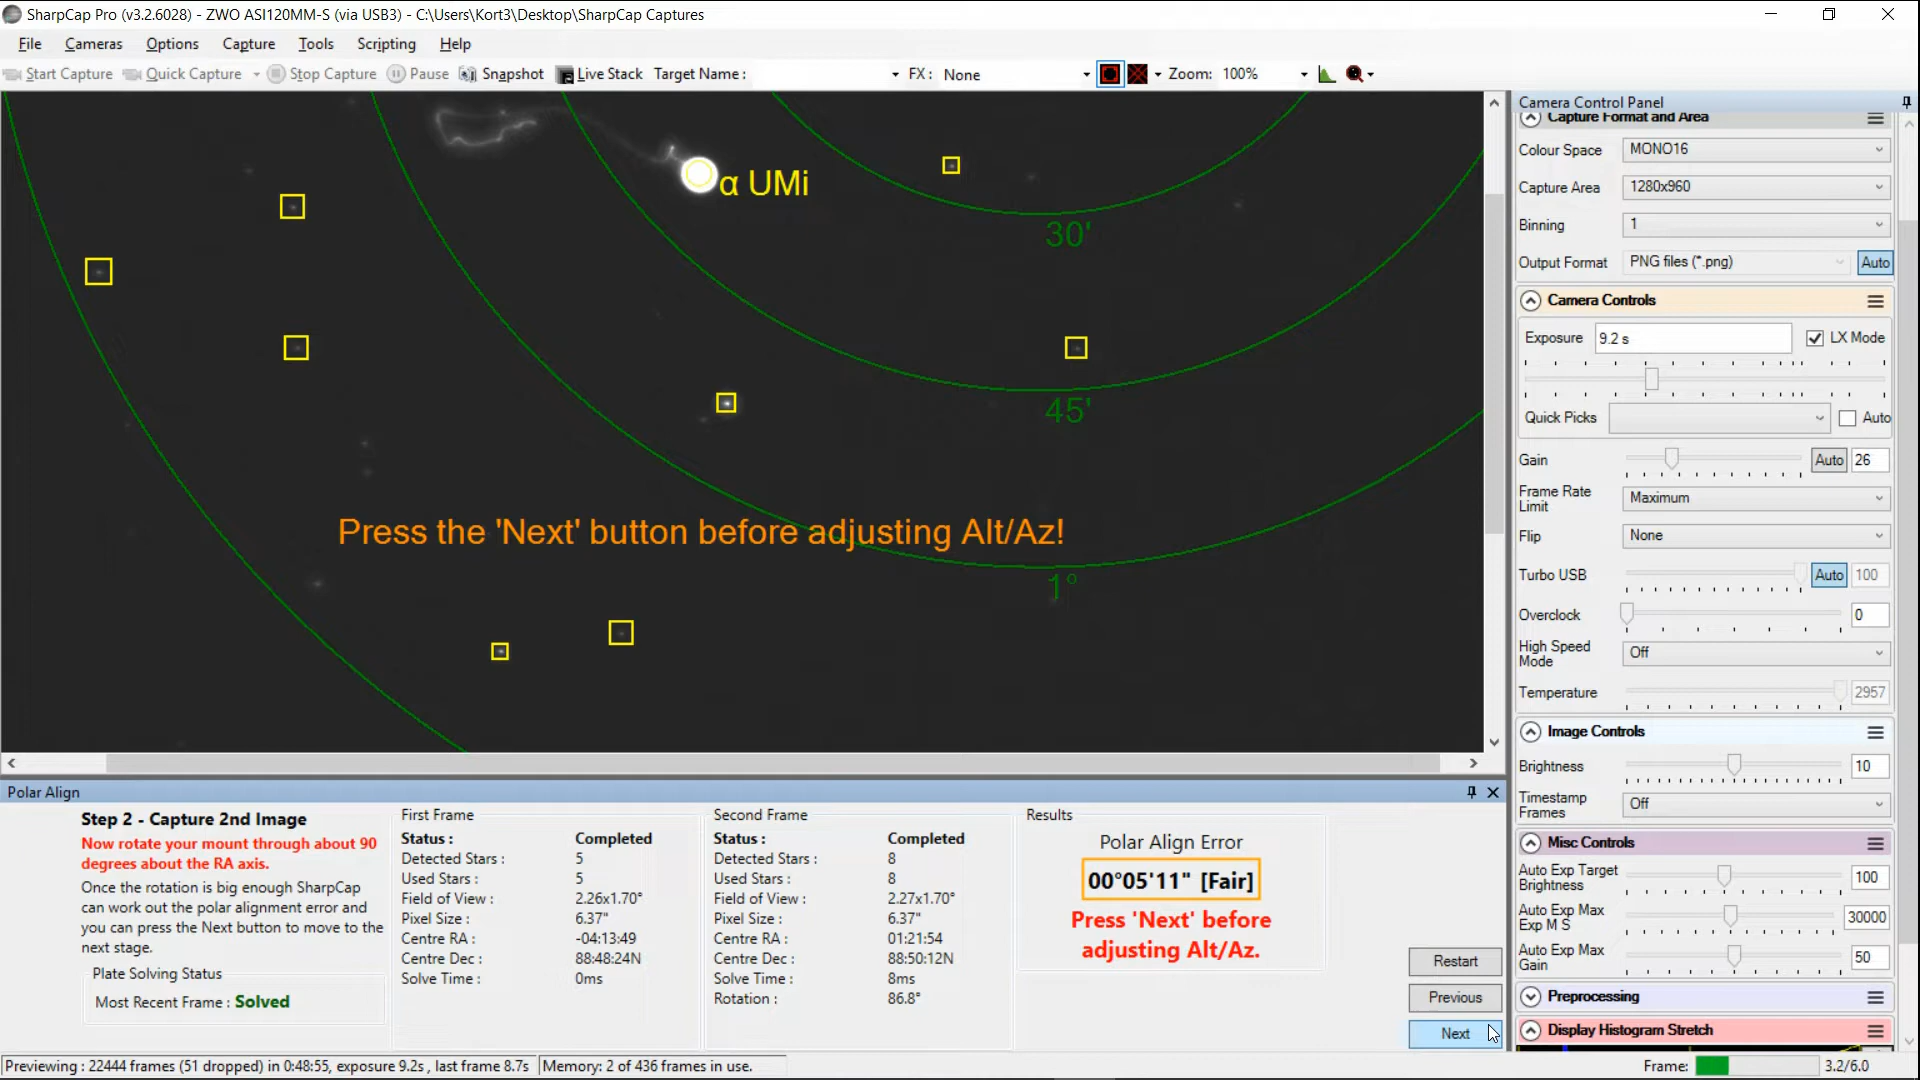 SharpCap Pro (v3.2.6028) - ZWO ASI120MM-S (via USB3) - C:\Users\Kort3\Desktop\SharpCap Captures
File Cameras Options Capture Tools Scripting Help
Start Capture Quick Capture Stop Capture Pause Snapshot Live Stack Target Name : FX : None Zoom: 100%
α UMi
30'
45'
Press the 'Next' button before adjusting Alt/Az!
1°
Camera Control Panel
Capture Format and Area
Colour Space MONO16
Capture Area 1280x960
Binning 1
Output Format PNG files (*.png) Auto
Camera Controls
Exposure 9.2 s LX Mode
Quick Picks Auto
Gain Auto 26
Frame Rate
Limit
Maximum
Flip None
Turbo USB Auto 100
Overclock 0
High Speed
Mode
Off
Temperature 2957
Image Controls
Brightness 10
Timestamp
Frames
Off
Misc Controls
Auto Exp Target
Brightness
100
Auto Exp Max
Exp M S
30000
Auto Exp Max
Gain
50
Preprocessing
Display Histogram Stretch
Polar Align
Step 2 - Capture 2nd Image
Now rotate your mount through about 90
degrees about the RA axis.
Once the rotation is big enough SharpCap
can work out the polar alignment error and
you can press the Next button to move to the
next stage.
Plate Solving Status
Most Recent Frame : Solved
First Frame
Status : Completed
Detected Stars : 5
Used Stars : 5
Field of View : 2.26x1.70°
Pixel Size : 6.37"
Centre RA : -04:13:49
Centre Dec : 88:48:24N
Solve Time : 0ms
Second Frame
Status : Completed
Detected Stars : 8
Used Stars : 8
Field of View : 2.27x1.70°
Pixel Size : 6.37"
Centre RA : 01:21:54
Centre Dec : 88:50:12N
Solve Time : 8ms
Rotation : 86.8°
Results
Polar Align Error
00°05'11" [Fair]
Press 'Next' before
adjusting Alt/Az.
Restart
Previous
Next
Previewing : 22444 frames (51 dropped) in 0:48:55, exposure 9.2s , last frame 8.7s Memory: 2 of 436 frames in use. Frame: 3.2/6.0